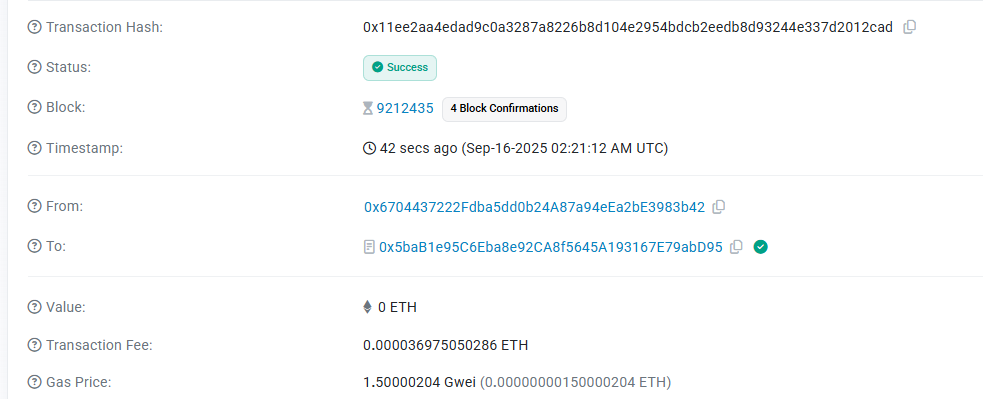 Transaction Hash: 0x11ee2aa4edad9c0a3287a8226b8d104e2954bdcb2eedb8d93244e337d2012cad
Status: Success
Block: 9212435 4 Block Confirmations
Timestamp: 42 secs ago (Sep-16-2025 02:21:12 AM UTC)
From: 0x6704437222Fdba5dd0b24A87a94eEa2bE3983b42
To: 0x5baB1e95C6Eba8e92CA8f5645A193167E79abD95
Value: 0 ETH
Transaction Fee: 0.000036975050286 ETH
Gas Price: 1.50000204 Gwei (0.00000000150000204 ETH)